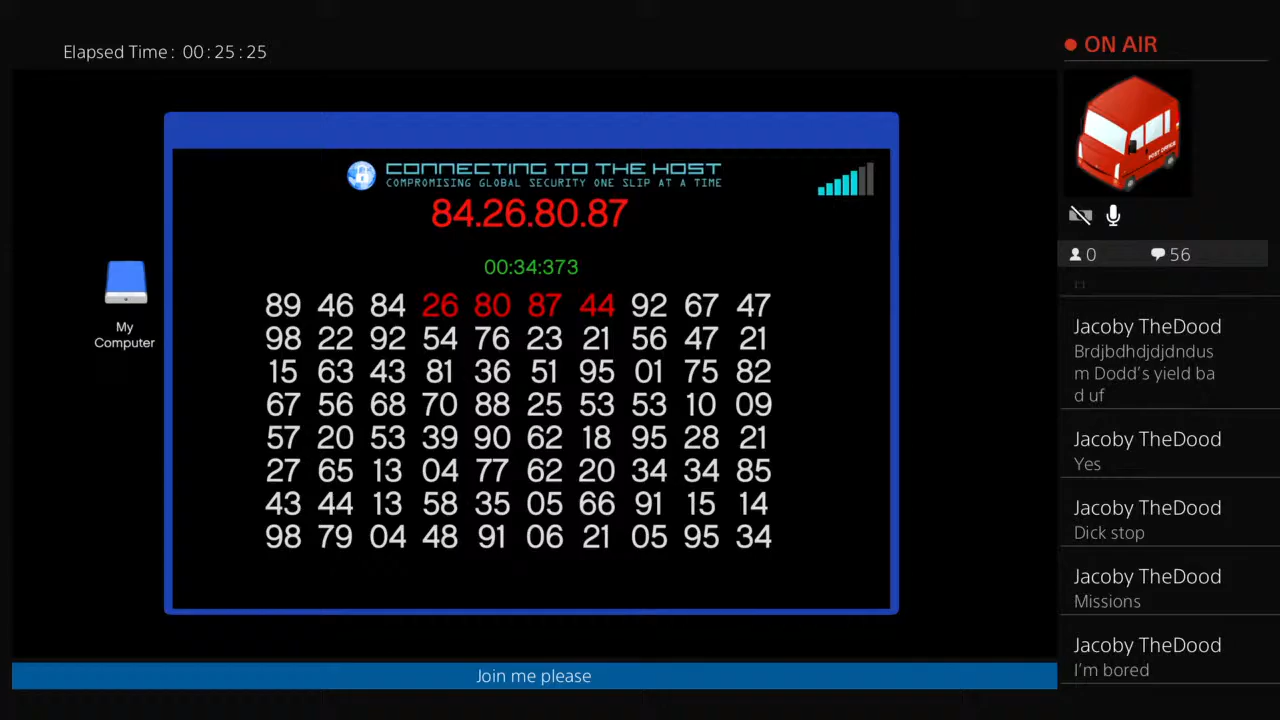 Elapsed Time: 00:25:25
ON AIR
CONNECTING TO THE HOST
COMPROMISING GLOBAL SECURITY ONE SLIP AT A TIME
84.26.80.87
00:34:373
89 46 84 26 80 87 44 92 67 47
98 22 92 54 76 23 21 56 47 21
15 63 43 81 36 51 95 01 75 82
67 56 68 70 88 25 53 53 10 09
57 20 53 39 90 62 18 95 28 21
27 65 13 04 77 62 20 34 34 85
43 44 13 58 35 05 66 91 15 14
98 79 04 48 91 06 21 05 95 34
My
Computer
Join me please
POST OFFICE
0 56
Jacoby TheDood
Brdjbdhdjdjdndus
m Dodd's yield ba
d uf
Jacoby TheDood
Yes
Jacoby TheDood
Dick stop
Jacoby TheDood
Missions
Jacoby TheDood
I'm bored